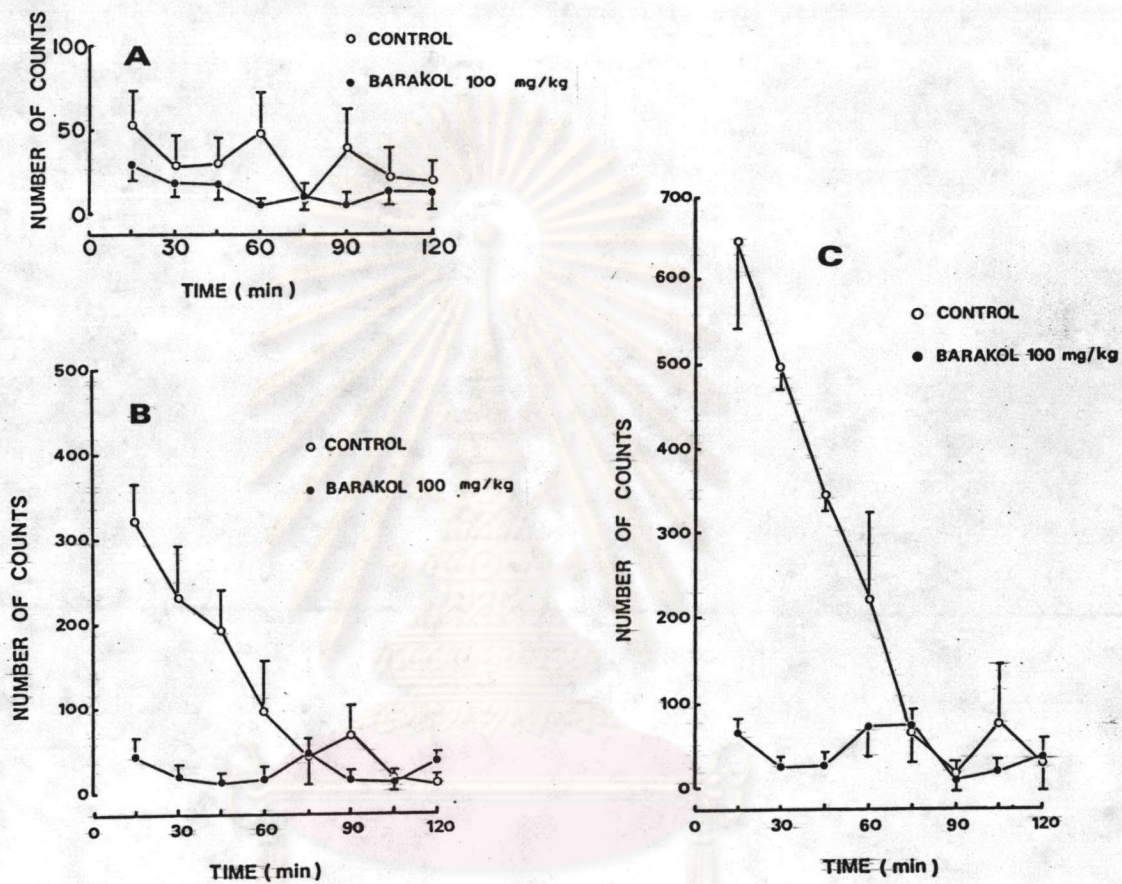 A
NUMBER OF COUNTS
100
50
0
CONTROL
BARAKOL 100 mg/kg
0 30 60 90 120
TIME ( min )
B
NUMBER OF COUNTS
500
400
300
200
100
0
CONTROL
BARAKOL 100 mg/kg
0 30 60 90 120
TIME (min)
C
NUMBER OF COUNTS
700
600
500
400
300
200
100
0
CONTROL
BARAKOL 100 mg/kg
0 30 60 90 120
TIME (min)